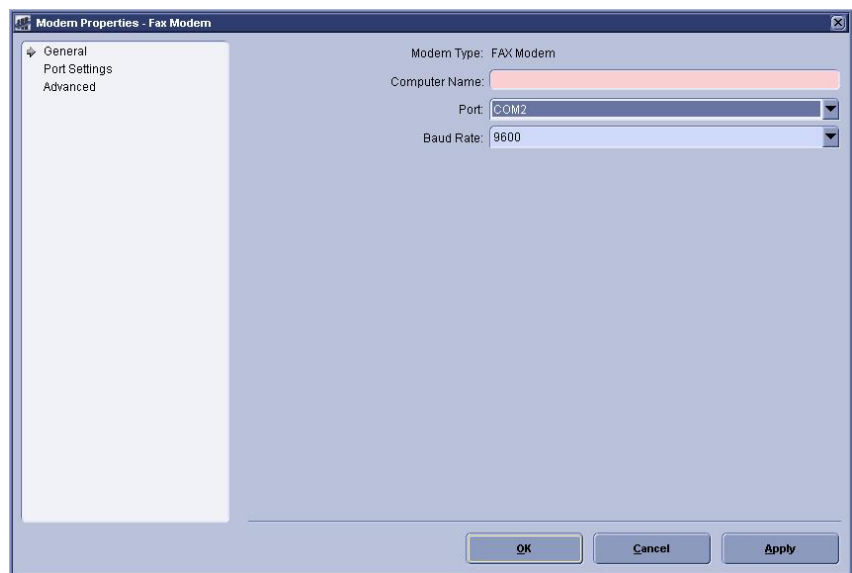 Modem Properties - Fax Modem
General
Port Settings
Advanced
Modem Type: FAX Modem
Computer Name:
Port: COM2
Baud Rate: 9600
OK
Cancel
Apply